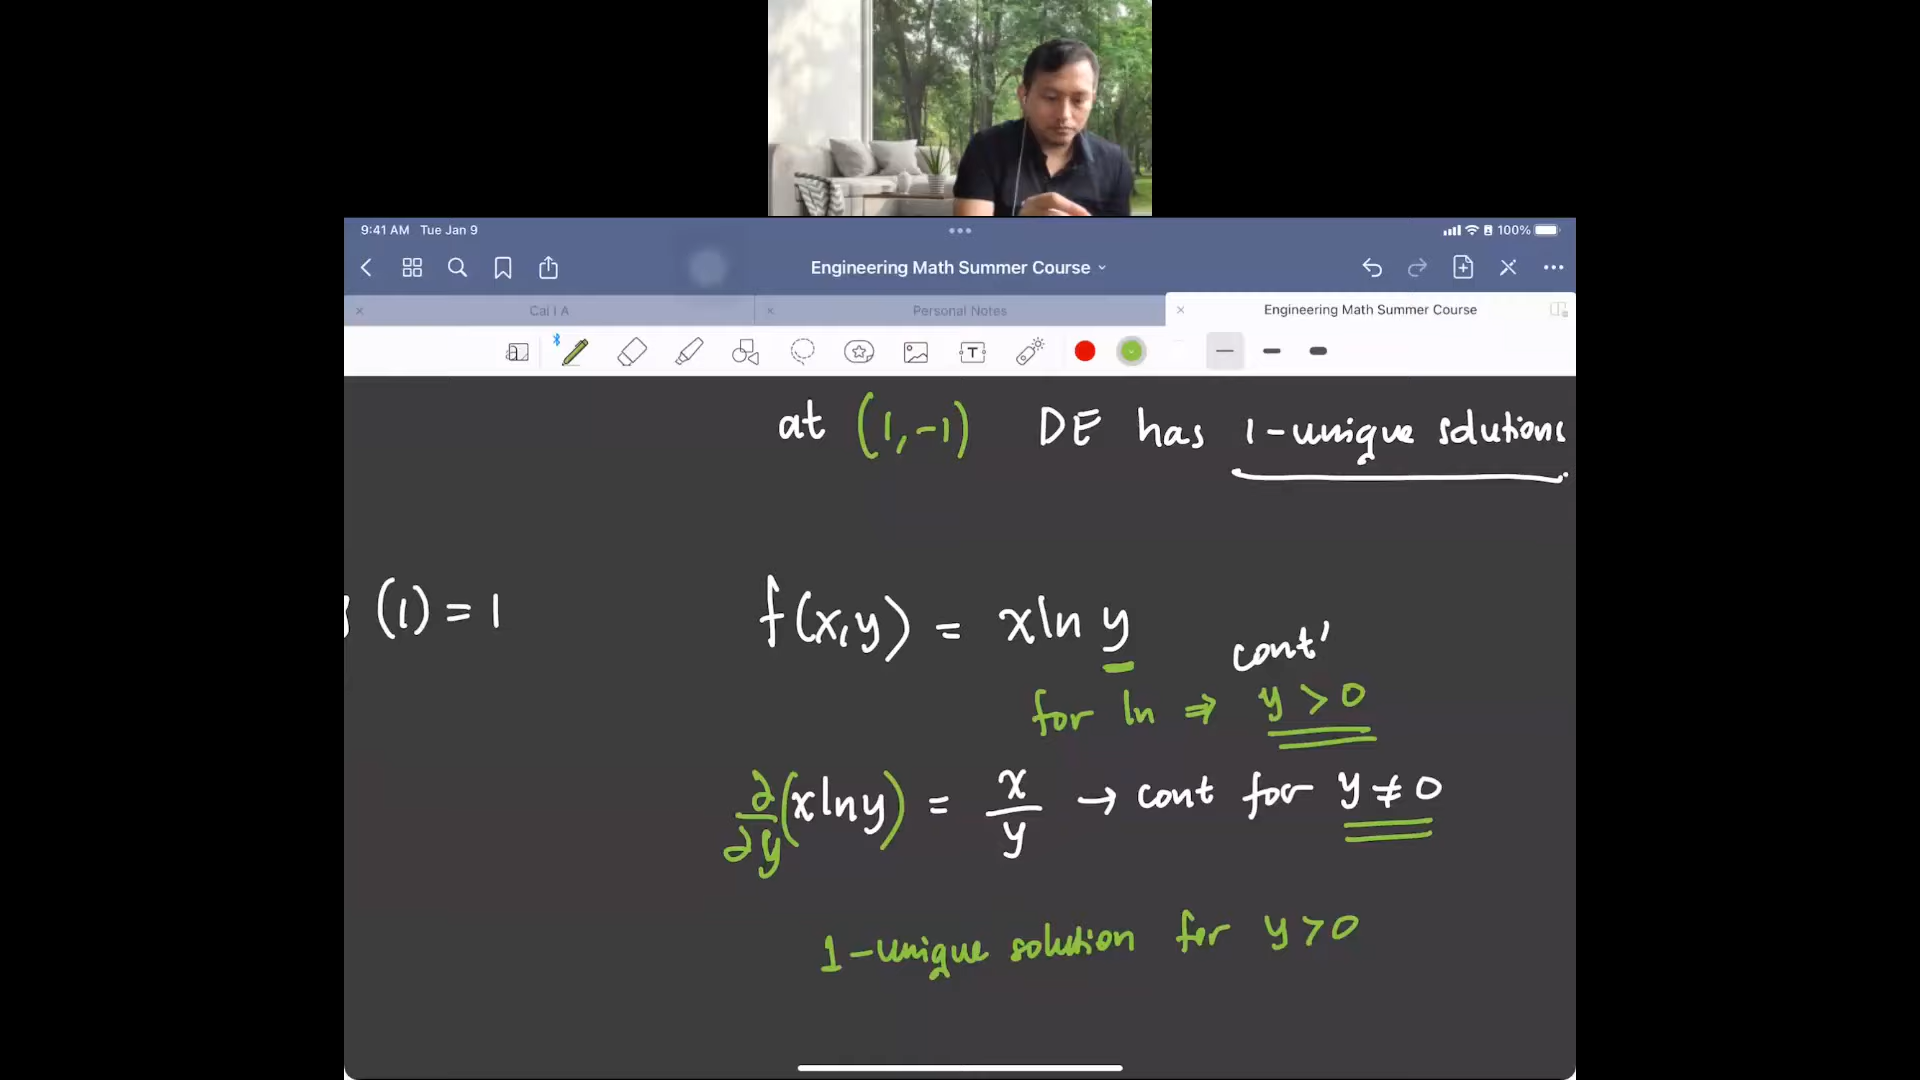 9:41 AM Tue Jan 9
100%
Engineering Math Summer Course
Cal I A
Personal Notes
Engineering Math Summer Course
at (1,-1) DE has 1-unique solutions
(1) = 1
f(x,y) = x ln y
cont'
for ln ⇒ y > 0
∂/∂y (x ln y) = x/y → cont for y ≠ 0
1-unique solution for y > 0